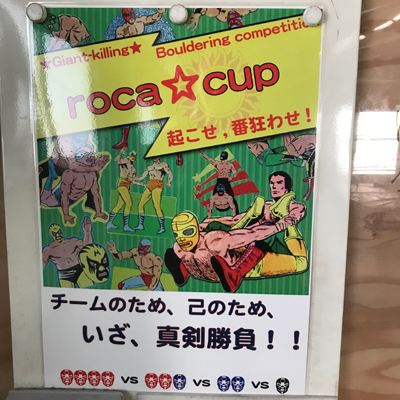 ★Giant-killing★ Bouldering competition
roca☆cup
起こせ,番狂わせ!
チームのため、己のため、
いざ、真剣勝負!!
vs vs vs